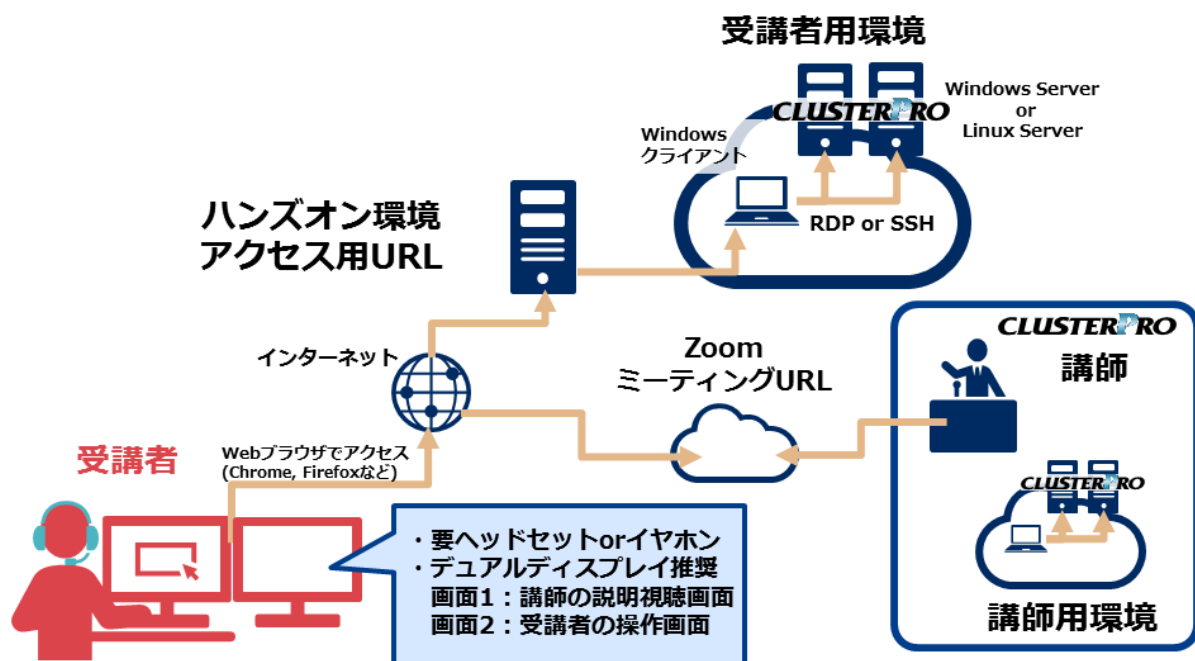 受講者用環境
CLUSTERPRO
Windows Server
or
Linux Server
Windows
クライアント
RDP or SSH
ハンズオン環境
アクセス用URL
インターネット
Zoom
ミーティングURL
CLUSTERPRO
講師
受講者
Webブラウザでアクセス
(Chrome, Firefoxなど)
・要ヘッドセットorイヤホン
・デュアルディスプレイ推奨
画面1：講師の説明視聴画面
画面2：受講者の操作画面
CLUSTERPRO
講師用環境